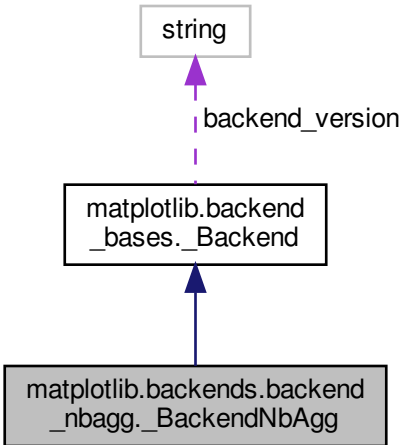 string
backend_version
matplotlib.backend
_bases._Backend
matplotlib.backends.backend
_nbagg._BackendNbAgg